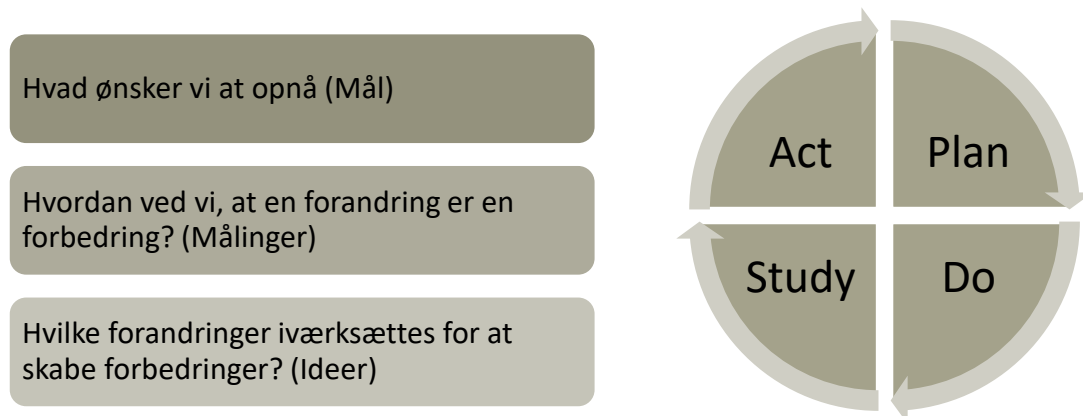 Hvad ønsker vi at opnå (Mål)
Hvordan ved vi, at en forandring er en
forbedring? (Målinger)
Hvilke forandringer iværksættes for at
skabe forbedringer? (Ideer)
Act
Plan
Study
Do